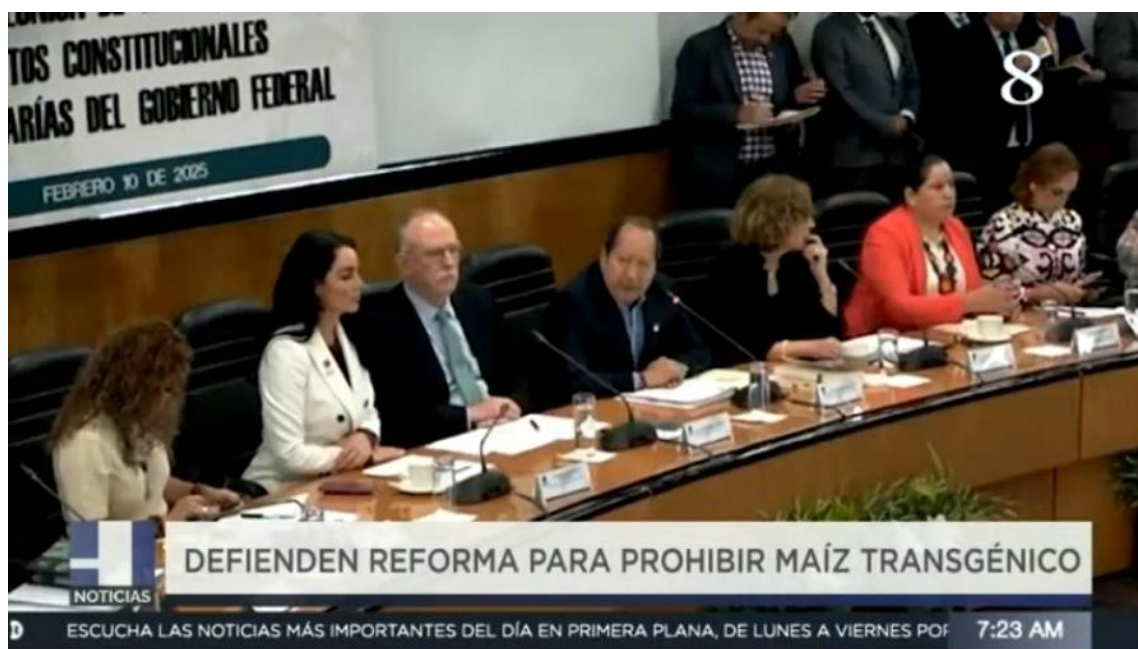 TOS CONSTITUCIONALES
ARÍAS DEL GOBIERNO FEDERAL
FEBRERO 10 DE 2025
8
DEFIENDEN REFORMA PARA PROHIBIR MAÍZ TRANSGÉNICO
NOTICIAS
ESCUCHA LAS NOTICIAS MÁS IMPORTANTES DEL DÍA EN PRIMERA PLANA, DE LUNES A VIERNES POR
7:23 AM